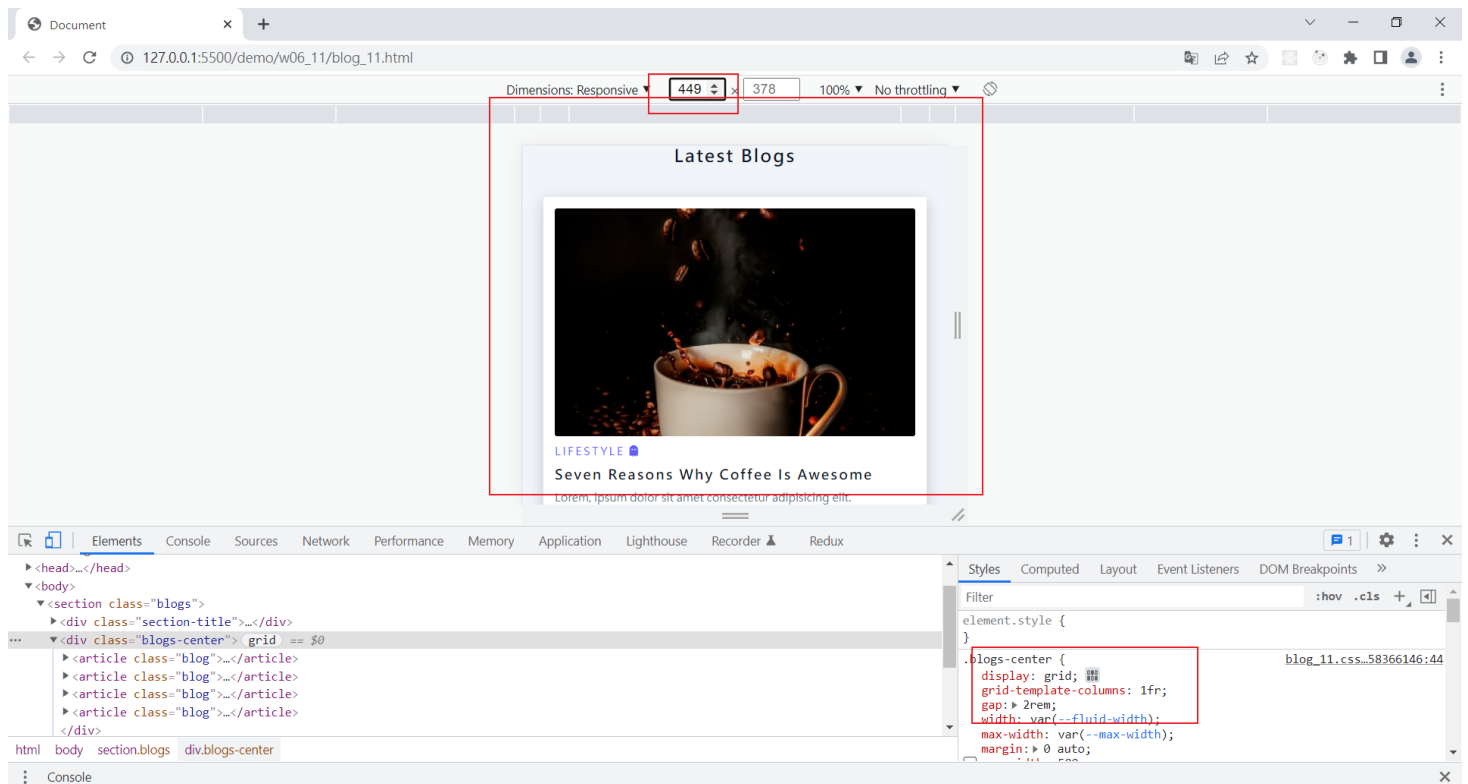 Document
127.0.0.1:5500/demo/w06_11/blog_11.html
Dimensions: Responsive ▼ 449 × 378 100% ▼ No throttling ▼
Latest Blogs
LIFESTYLE
Seven Reasons Why Coffee Is Awesome
Lorem, ipsum dolor sit amet consectetur adipisicing elit.
Elements Console Sources Network Performance Memory Application Lighthouse Recorder Redux 1
▶<head>…</head>
▼<body>
▼<section class="blogs">
▶<div class="section-title">…</div>
… ▼<div class="blogs-center"> grid == $0
▶<article class="blog">…</article>
▶<article class="blog">…</article>
▶<article class="blog">…</article>
▶<article class="blog">…</article>
</div>
html body section.blogs div.blogs-center
Styles Computed Layout Event Listeners DOM Breakpoints »
Filter :hov .cls +
element.style {
}
.blogs-center { blog_11.css…58366146:44
display: grid;
grid-template-columns: 1fr;
gap:▶ 2rem;
width: var(--fluid-width);
max-width: var(--max-width);
margin:▶ 0 auto;
Console